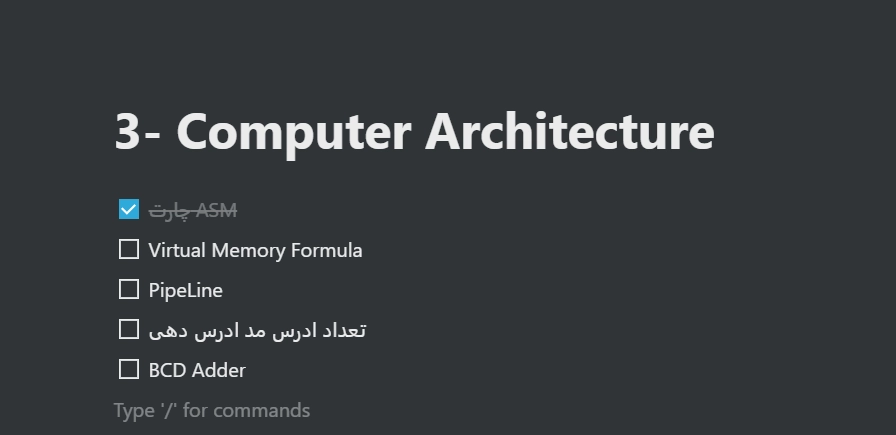 3- Computer Architecture
چارت ASM
Virtual Memory Formula
PipeLine
تعداد ادرس مد ادرس دهی
BCD Adder
Type '/' for commands